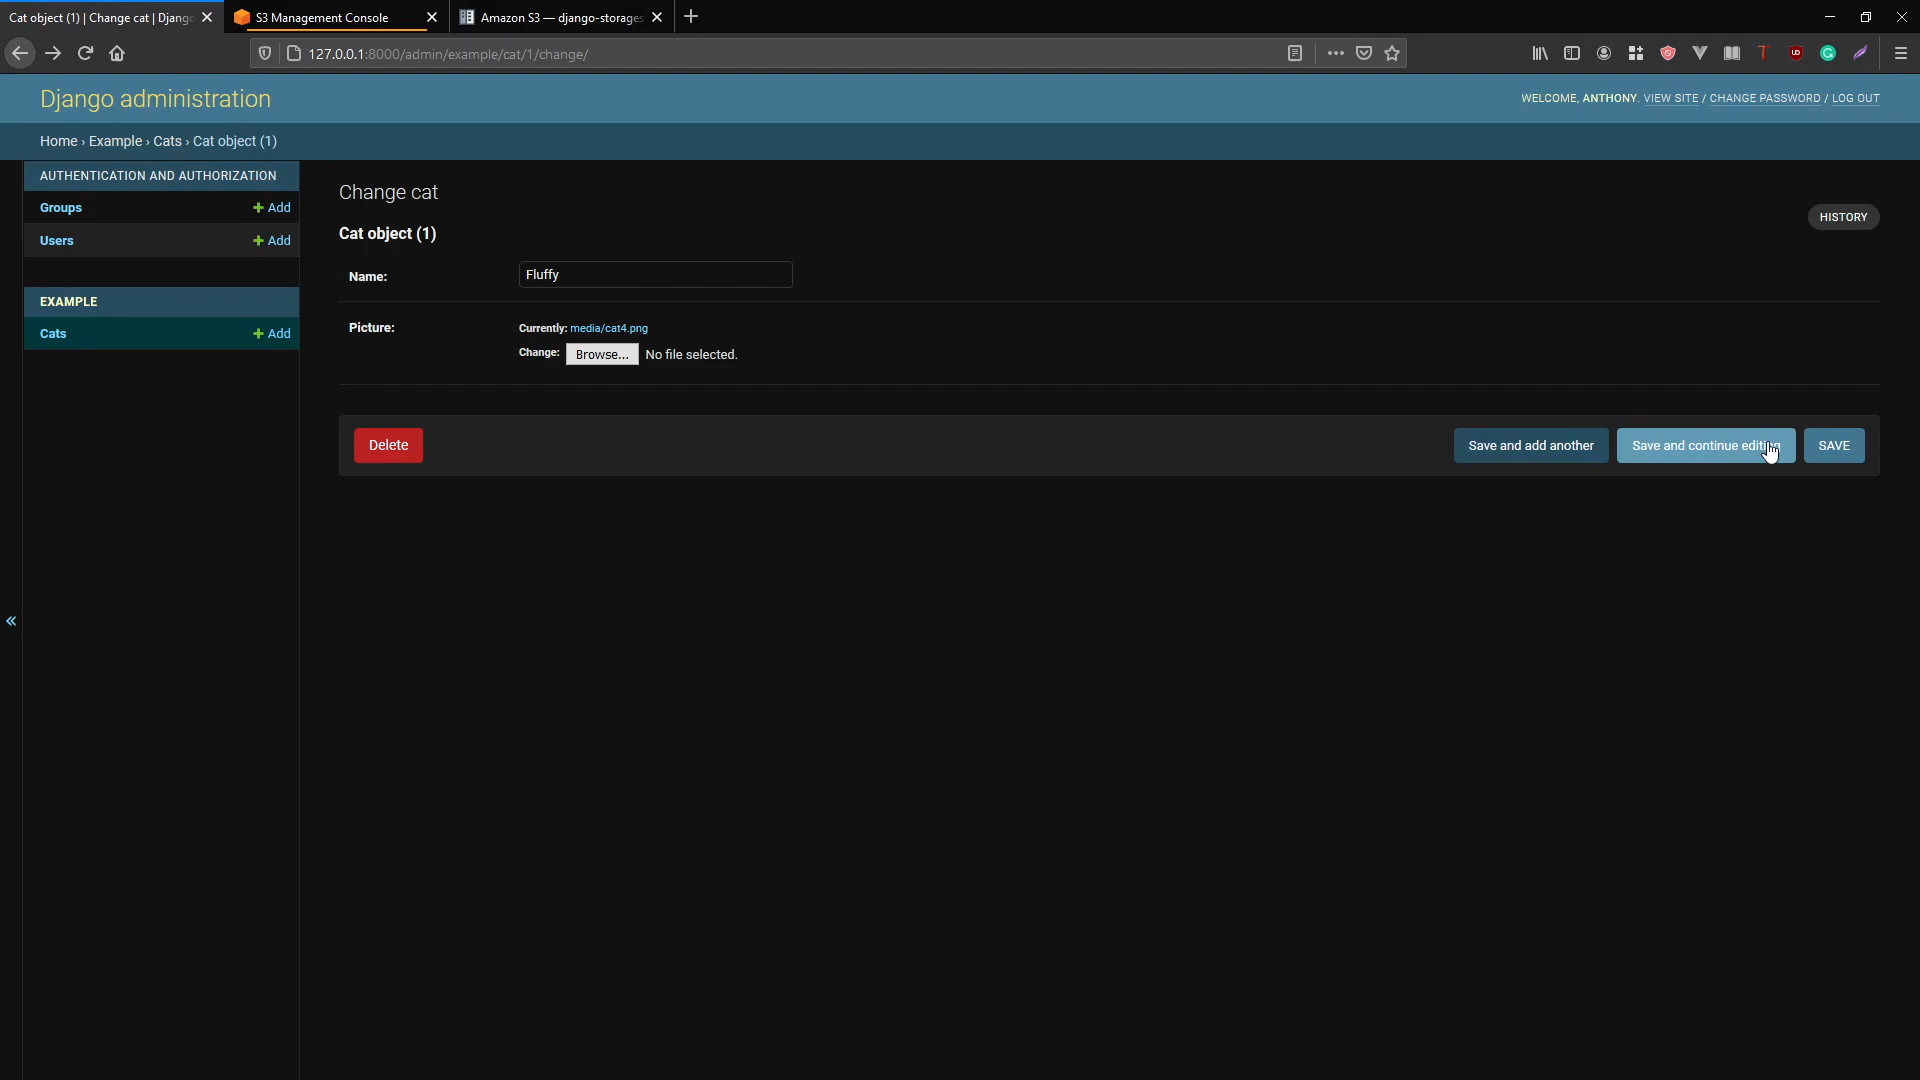 Cat object (1) | Change cat | Djang
S3 Management Console
Amazon S3 — django-storages
127.0.0.1:8000/admin/example/cat/1/change/
Django administration
WELCOME, ANTHONY. VIEW SITE / CHANGE PASSWORD / LOG OUT
Home › Example › Cats › Cat object (1)
AUTHENTICATION AND AUTHORIZATION
Groups + Add
Users + Add
EXAMPLE
Cats + Add
Change cat
HISTORY
Cat object (1)
Name: Fluffy
Picture: Currently: media/cat4.png
Change: Browse... No file selected.
Delete
Save and add another
Save and continue editing
SAVE